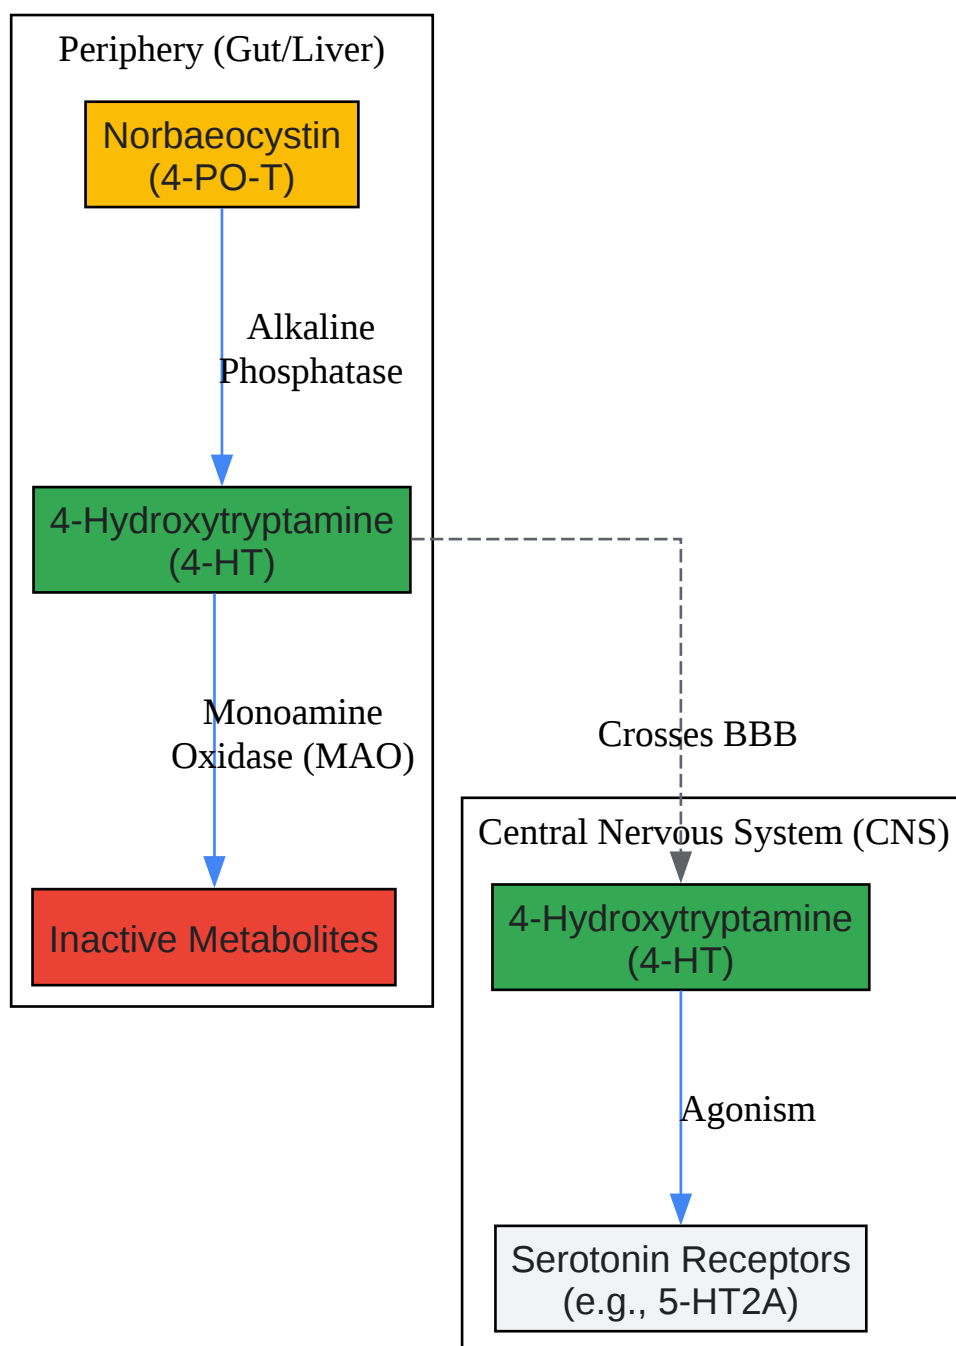 Periphery (Gut/Liver)
Norbaeocystin
(4-PO-T)
Alkaline
Phosphatase
4-Hydroxytryptamine
(4-HT)
Monoamine
Oxidase (MAO)
Inactive Metabolites
Crosses BBB
Central Nervous System (CNS)
4-Hydroxytryptamine
(4-HT)
Agonism
Serotonin Receptors
(e.g., 5-HT2A)